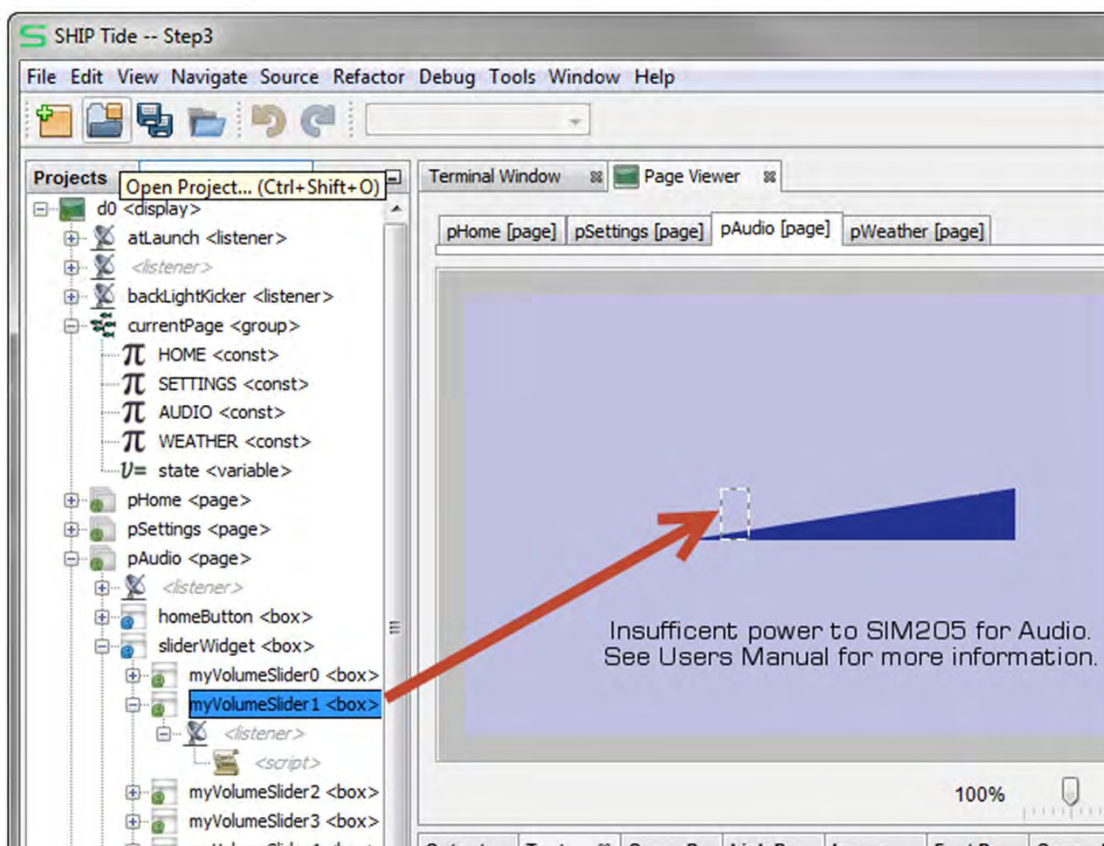 SHIP Tide -- Step3
File Edit View Navigate Source Refactor Debug Tools Window Help
Projects
Open Project... (Ctrl+Shift+O)
Terminal Window
Page Viewer
d0 <display>
pHome [page] pSettings [page] pAudio [page] pWeather [page]
atLaunch <listener>
<listener>
backLightKicker <listener>
currentPage <group>
HOME <const>
SETTINGS <const>
AUDIO <const>
WEATHER <const>
state <variable>
pHome <page>
pSettings <page>
pAudio <page>
<listener>
homeButton <box>
sliderWidget <box>
myVolumeSlider0 <box>
myVolumeSlider1 <box>
<listener>
<script>
myVolumeSlider2 <box>
myVolumeSlider3 <box>
Insufficent power to SIM205 for Audio.
See Users Manual for more information.
100%